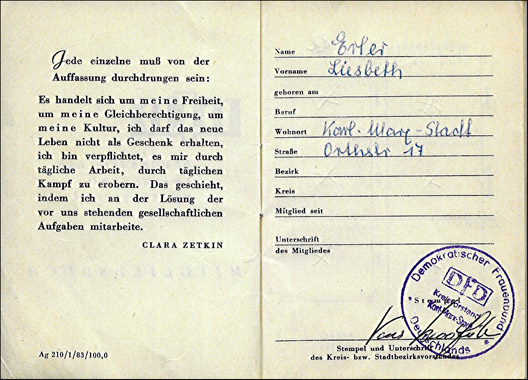 Jede einzelne muß von der
Auffassung durchdrungen sein:
Es handelt sich um meine Freiheit,
um meine Gleichberechtigung, um
meine Kultur, ich darf das neue
Leben nicht als Geschenk erhalten,
ich bin verpflichtet, es mir durch
tägliche Arbeit, durch täglichen
Kampf zu erobern. Das geschieht,
indem ich an der Lösung der
vor uns stehenden gesellschaftlichen
Aufgaben mitarbeite.
CLARA ZETKIN
Ag 210/1/83/100,0
Name Erler
Vorname Liesbeth
geboren am
Beruf
Wohnort Karl-Marx-Stadt
Straße Orthstr 17
Bezirk
Kreis
Mitglied seit
Unterschrift
des Mitgliedes
Demokratischer Frauenbund
Deutschlands
DFD
Kreisvorstand
Karl-Marx-Stadt
Stempel und Unterschrift
des Kreis- bzw. Stadtbezirksvorstandes